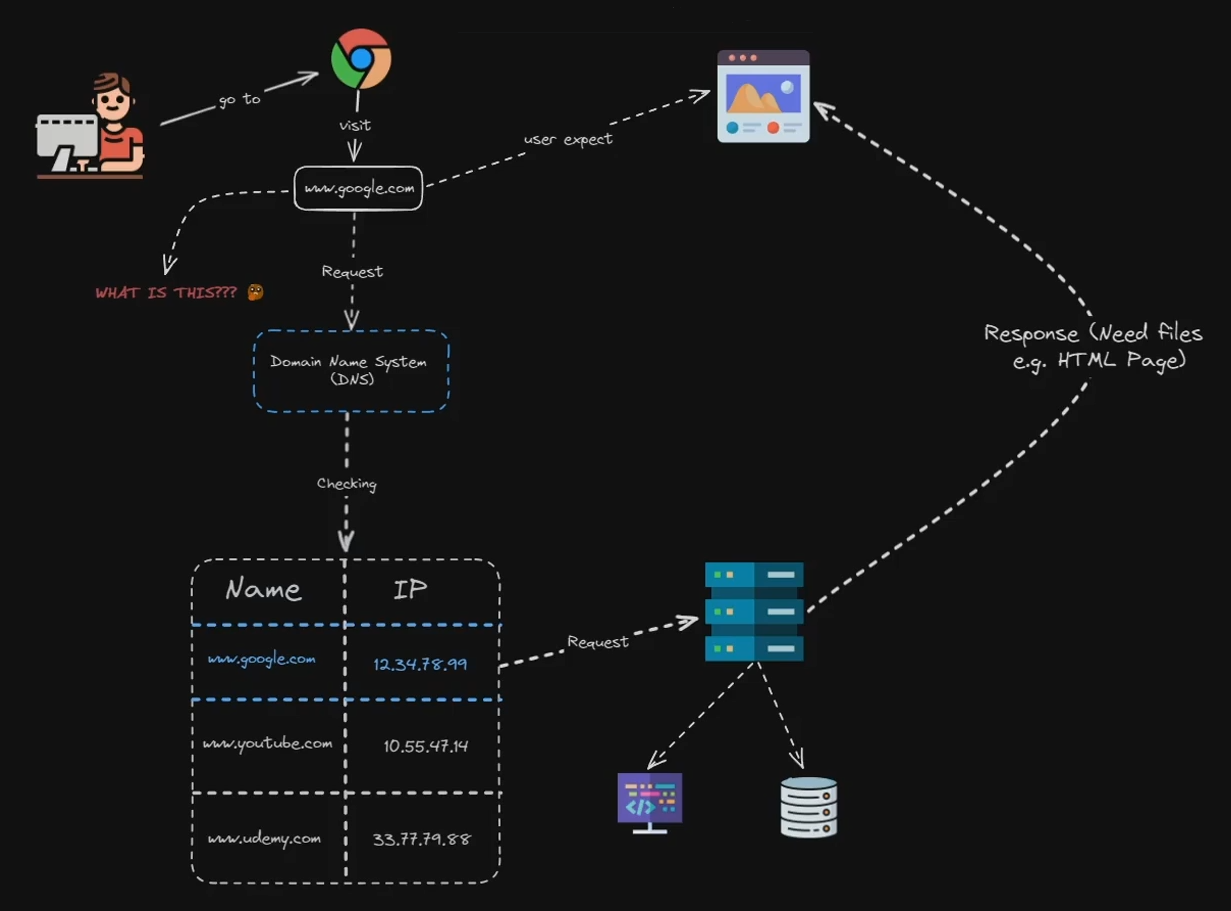 go to
visit
www.google.com
user expect
WHAT IS THIS???
Request
Domain Name System
(DNS)
Response (Need files
e.g. HTML Page)
Checking
Name IP
www.google.com 12.34.78.99
Request
www.youtube.com 10.55.47.14
www.udemy.com 33.77.79.88